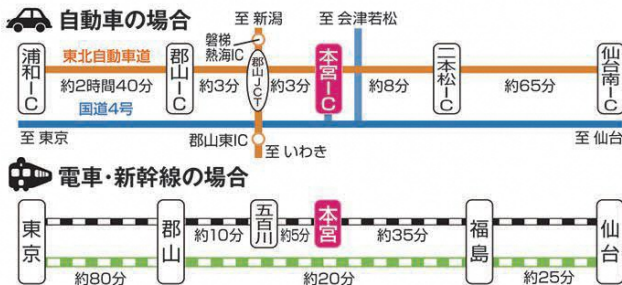 自動車の場合
至 新潟
至 会津若松
磐梯
熱海IC
東北自動車道
浦和IC
約2時間40分
郡山IC
約3分
郡山JCT
約3分
本宮IC
約8分
二本松IC
約65分
仙台南IC
国道4号
至 東京
郡山東IC
至 いわき
至 仙台
電車・新幹線の場合
東京
郡山
約10分
五百川
約5分
本宮
約35分
福島
仙台
約80分
約20分
約25分